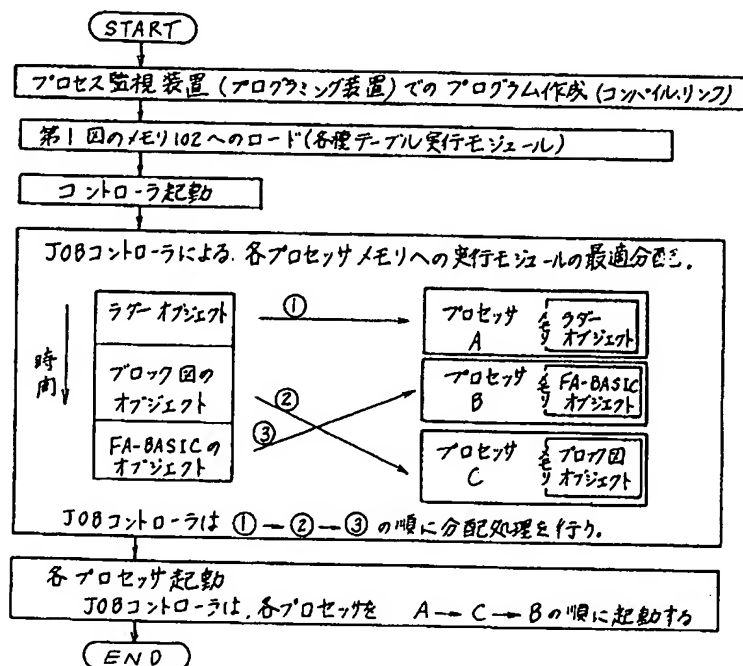 START
プロセス監視装置(プログラミング装置)でのプログラム作成(コンパイル.リンク)
第1図のメモリ102へのロード(各種テーブル実行モジュール)
コントローラ起動
JOBコントローラによる、各プロセッサメモリへの実行モジュールの最適分配.
時間
ラダーオブジェクト
ブロック図の
オブジェクト
FA-BASICの
オブジェクト
①
②
③
プロセッサ
A
メモリ
ラダー
オブジェクト
プロセッサ
B
メモリ
FA-BASIC
オブジェクト
プロセッサ
C
メモリ
ブロック図
オブジェクト
JOBコントローラは ①→②→③ の順に分配処理を行う.
各プロセッサ起動
JOBコントローラは、各プロセッサを A→C→Bの順に起動する
END